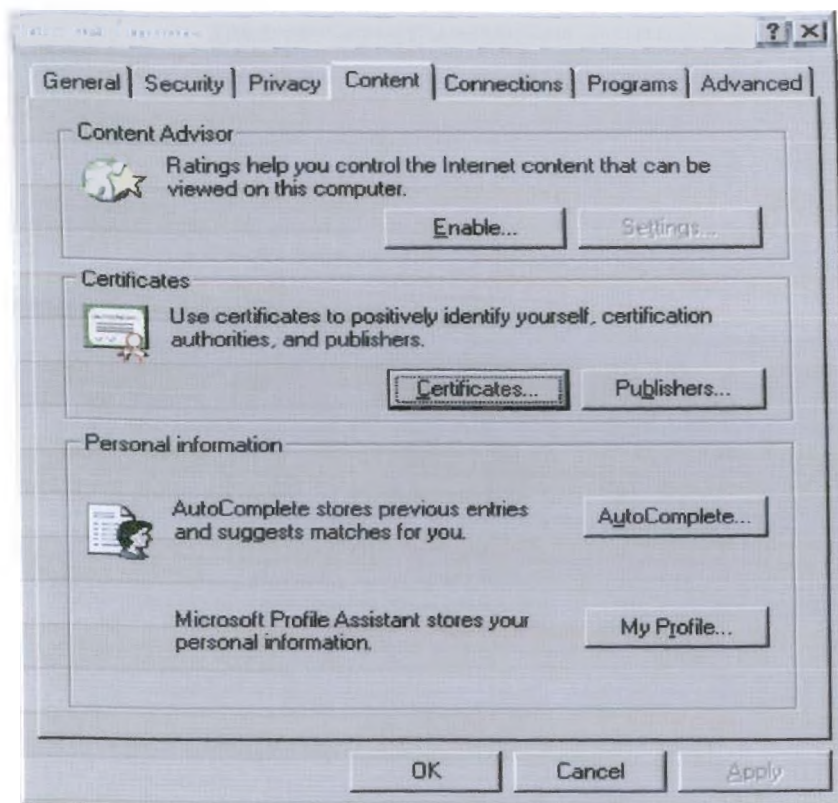 General Security Privacy Content Connections Programs Advanced
Content Advisor
Ratings help you control the Internet content that can be
viewed on this computer.
Enable... Settings...
Certificates
Use certificates to positively identify yourself, certification
authorities, and publishers.
Certificates... Publishers...
Personal information
AutoComplete stores previous entries
and suggests matches for you.
AutoComplete...
Microsoft Profile Assistant stores your
personal information.
My Profile...
OK Cancel Apply